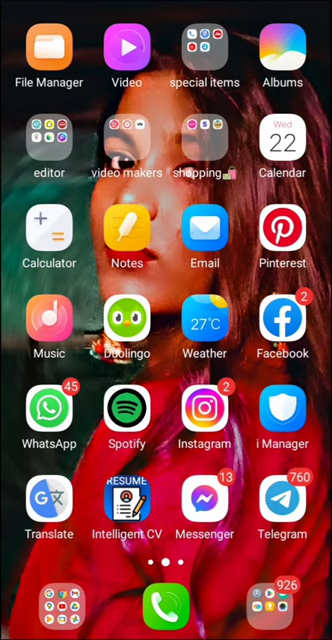 File Manager
Video
special items
Albums
editor
video makers
shopping🛍️
Wed
22
Calendar
Calculator
Notes
Email
Pinterest
Music
Duolingo
27°C
Weather
2
Facebook
45
WhatsApp
Spotify
2
Instagram
i Manager
Translate
RESUME
Intelligent CV
13
Messenger
760
Telegram
926